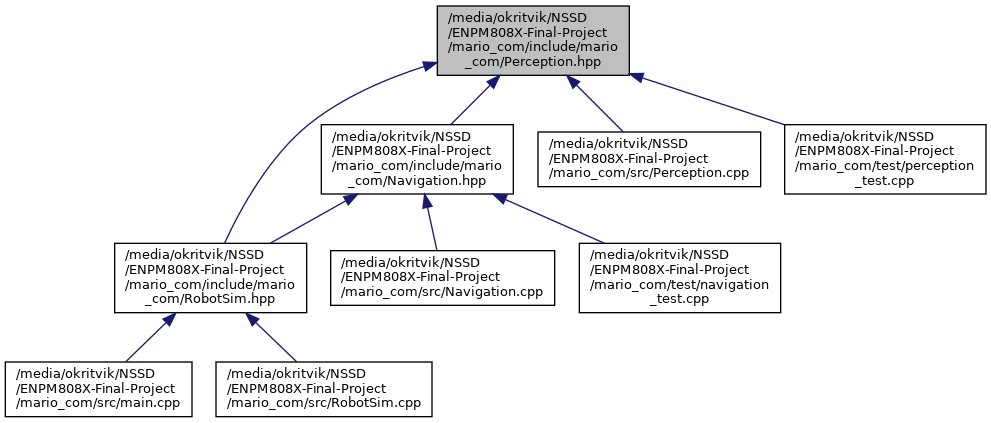 /media/okritvik/NSSD
/ENPM808X-Final-Project
/mario_com/include/mario
_com/Perception.hpp
/media/okritvik/NSSD
/ENPM808X-Final-Project
/mario_com/include/mario
_com/Navigation.hpp
/media/okritvik/NSSD
/ENPM808X-Final-Project
/mario_com/src/Perception.cpp
/media/okritvik/NSSD
/ENPM808X-Final-Project
/mario_com/test/perception
_test.cpp
/media/okritvik/NSSD
/ENPM808X-Final-Project
/mario_com/include/mario
_com/RobotSim.hpp
/media/okritvik/NSSD
/ENPM808X-Final-Project
/mario_com/src/Navigation.cpp
/media/okritvik/NSSD
/ENPM808X-Final-Project
/mario_com/test/navigation
_test.cpp
/media/okritvik/NSSD
/ENPM808X-Final-Project
/mario_com/src/main.cpp
/media/okritvik/NSSD
/ENPM808X-Final-Project
/mario_com/src/RobotSim.cpp